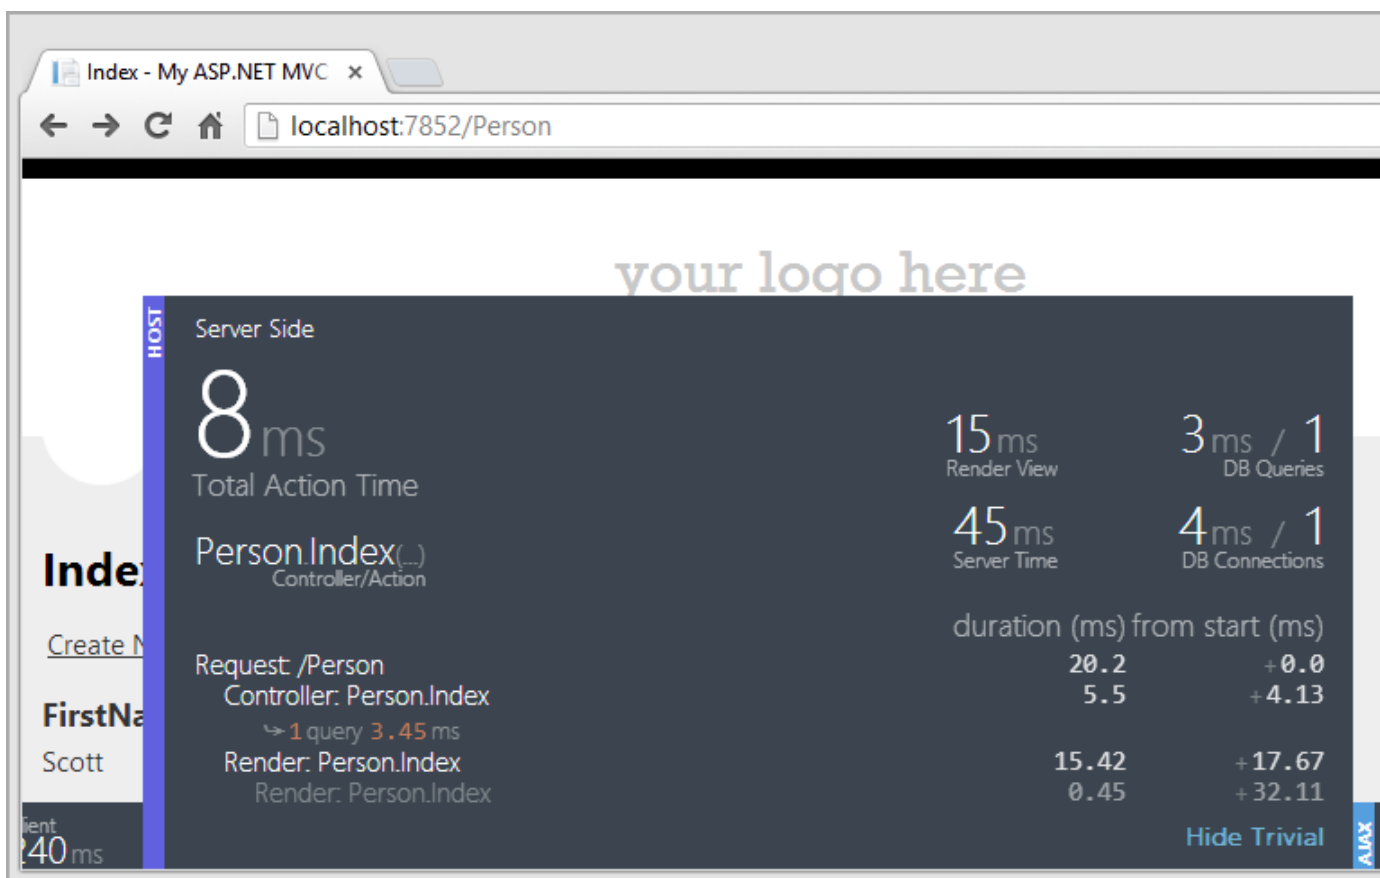 Index - My ASP.NET MVC
localhost:7852/Person
your logo here
HOST
Server Side
8 ms
Total Action Time
15 ms
Render View
3 ms / 1
DB Queries
Person.Index(...)
Controller/Action
45 ms
Server Time
4 ms / 1
DB Connections
duration (ms) from start (ms)
Request: /Person 20.2 +0.0
Controller: Person.Index 5.5 +4.13
↪ 1 query 3.45 ms
Render: Person.Index 15.42 +17.67
Render: Person.Index 0.45 +32.11
Hide Trivial
AJAX
Create
Scott
240 ms